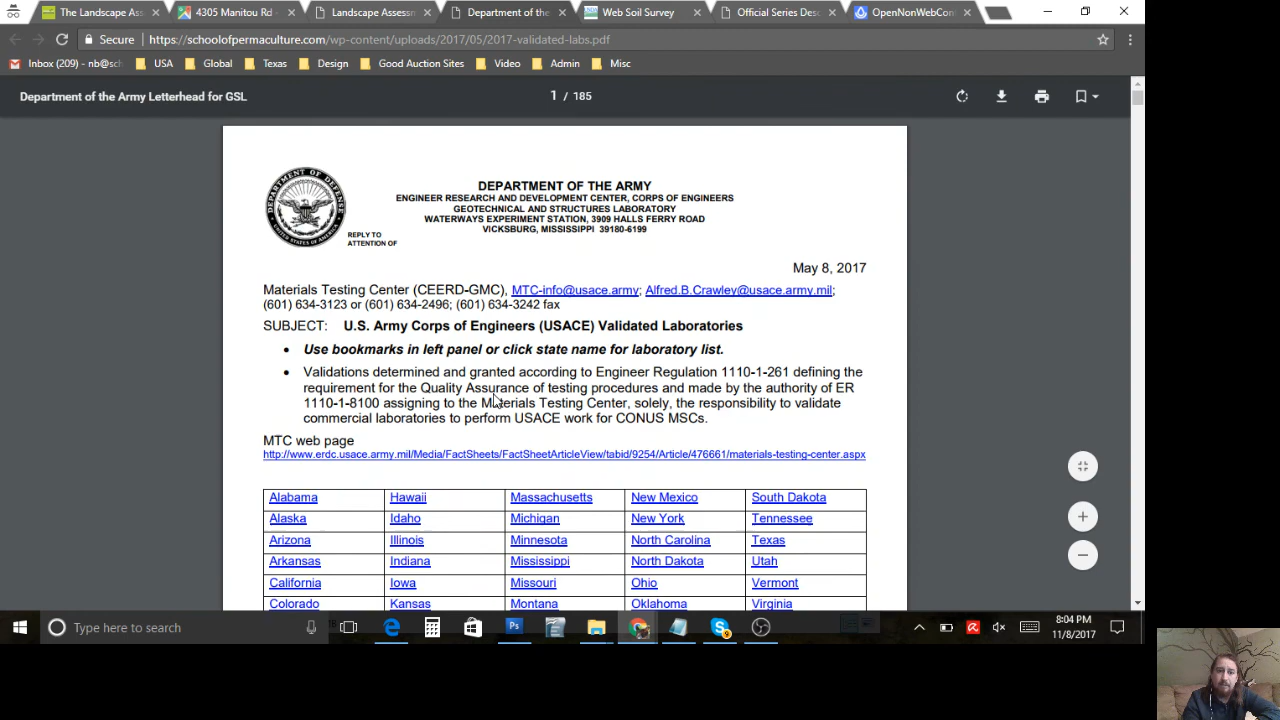 The Landscape Ass
4305 Manitou Rd
Landscape Assessm
Department of the
Web Soil Survey
Official Series Desc
OpenNonWebCont
Secure
https://schoolofpermaculture.com/wp-content/uploads/2017/05/2017-validated-labs.pdf
Inbox (209) - nb@sch
USA
Global
Texas
Design
Good Auction Sites
Video
Admin
Misc
Department of the Army Letterhead for GSL
1 / 185
DEPARTMENT OF THE ARMY
ENGINEER RESEARCH AND DEVELOPMENT CENTER, CORPS OF ENGINEERS
GEOTECHNICAL AND STRUCTURES LABORATORY
WATERWAYS EXPERIMENT STATION, 3909 HALLS FERRY ROAD
VICKSBURG, MISSISSIPPI 39180-6199
DEPARTMENT OF DEFENSE
UNITED STATES OF AMERICA
REPLY TO
ATTENTION OF
May 8, 2017
Materials Testing Center (CEERD-GMC), MTC-info@usace.army; Alfred.B.Crawley@usace.army.mil;
(601) 634-3123 or (601) 634-2496; (601) 634-3242 fax
SUBJECT: U.S. Army Corps of Engineers (USACE) Validated Laboratories
• Use bookmarks in left panel or click state name for laboratory list.
• Validations determined and granted according to Engineer Regulation 1110-1-261 defining the
requirement for the Quality Assurance of testing procedures and made by the authority of ER
1110-1-8100 assigning to the Materials Testing Center, solely, the responsibility to validate
commercial laboratories to perform USACE work for CONUS MSCs.
MTC web page
http://www.erdc.usace.army.mil/Media/FactSheets/FactSheetArticleView/tabid/9254/Article/476661/materials-testing-center.aspx
Alabama Hawaii Massachusetts New Mexico South Dakota
Alaska Idaho Michigan New York Tennessee
Arizona Illinois Minnesota North Carolina Texas
Arkansas Indiana Mississippi North Dakota Utah
California Iowa Missouri Ohio Vermont
Colorado Kansas Montana Oklahoma Virginia
Type here to search
8:04 PM
11/8/2017